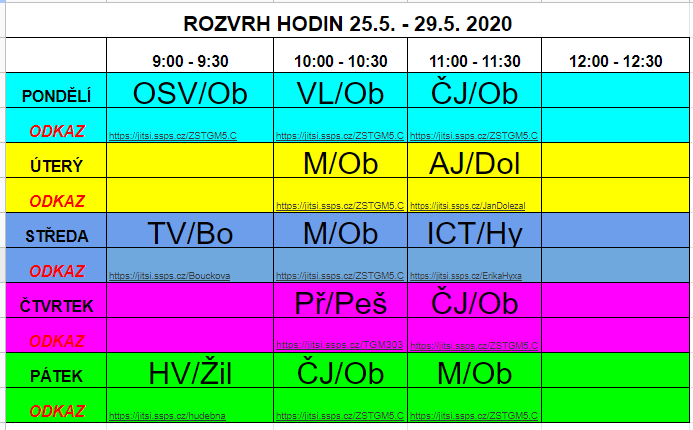 ROZVRH HODIN 25.5. - 29.5. 2020
9:00 - 9:30 10:00 - 10:30 11:00 - 11:30 12:00 - 12:30
PONDĚLÍ OSV/Ob VL/Ob ČJ/Ob
ODKAZ https://jitsi.ssps.cz/ZSTGM5.C https://jitsi.ssps.cz/ZSTGM5.C https://jitsi.ssps.cz/ZSTGM5.C
ÚTERÝ M/Ob AJ/Dol
ODKAZ https://jitsi.ssps.cz/ZSTGM5.C https://jitsi.ssps.cz/JanDolezal
STŘEDA TV/Bo M/Ob ICT/Hy
ODKAZ https://jitsi.ssps.cz/Bouckova https://jitsi.ssps.cz/ZSTGM5.C https://jitsi.ssps.cz/ErikaHyxa
ČTVRTEK Př/Peš ČJ/Ob
ODKAZ https://jitsi.ssps.cz/TGM303 https://jitsi.ssps.cz/ZSTGM5.C
PÁTEK HV/Žil ČJ/Ob M/Ob
ODKAZ https://jitsi.ssps.cz/hudebna https://jitsi.ssps.cz/ZSTGM5.C https://jitsi.ssps.cz/ZSTGM5.C